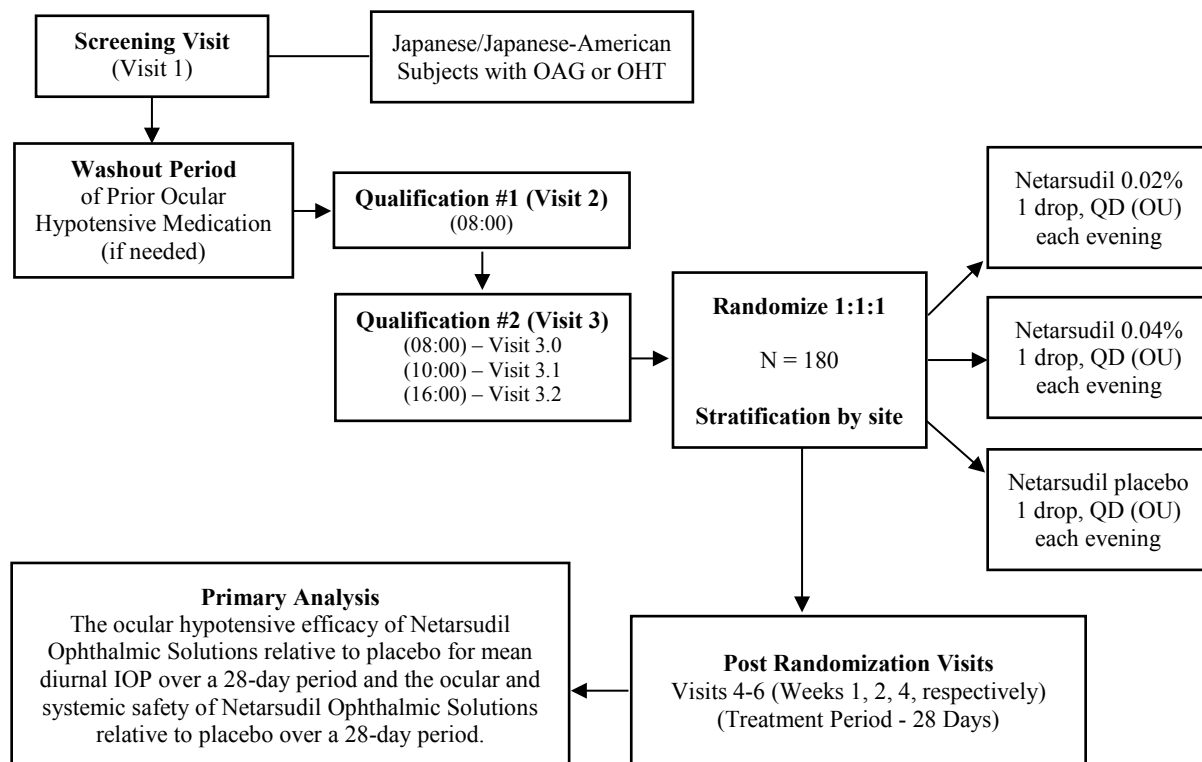 Screening Visit
(Visit 1)
Japanese/Japanese-American
Subjects with OAG or OHT
Washout Period
of Prior Ocular
Hypotensive Medication
(if needed)
Qualification #1 (Visit 2)
(08:00)
Qualification #2 (Visit 3)
(08:00) – Visit 3.0
(10:00) – Visit 3.1
(16:00) – Visit 3.2
Randomize 1:1:1
N = 180
Stratification by site
Netarsudil 0.02%
1 drop, QD (OU)
each evening
Netarsudil 0.04%
1 drop, QD (OU)
each evening
Netarsudil placebo
1 drop, QD (OU)
each evening
Post Randomization Visits
Visits 4-6 (Weeks 1, 2, 4, respectively)
(Treatment Period - 28 Days)
Primary Analysis
The ocular hypotensive efficacy of Netarsudil
Ophthalmic Solutions relative to placebo for mean
diurnal IOP over a 28-day period and the ocular and
systemic safety of Netarsudil Ophthalmic Solutions
relative to placebo over a 28-day period.